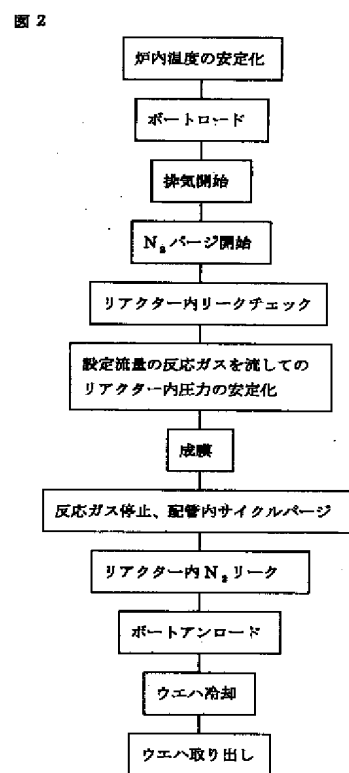 図 2
炉内温度の安定化
ボートロード
排気開始
N₂パージ開始
リアクター内リークチェック
設定流量の反応ガスを流しての
リアクター内圧力の安定化
成膜
反応ガス停止、配管内サイクルパージ
リアクター内N₂リーク
ボートアンロード
ウエハ冷却
ウエハ取り出し